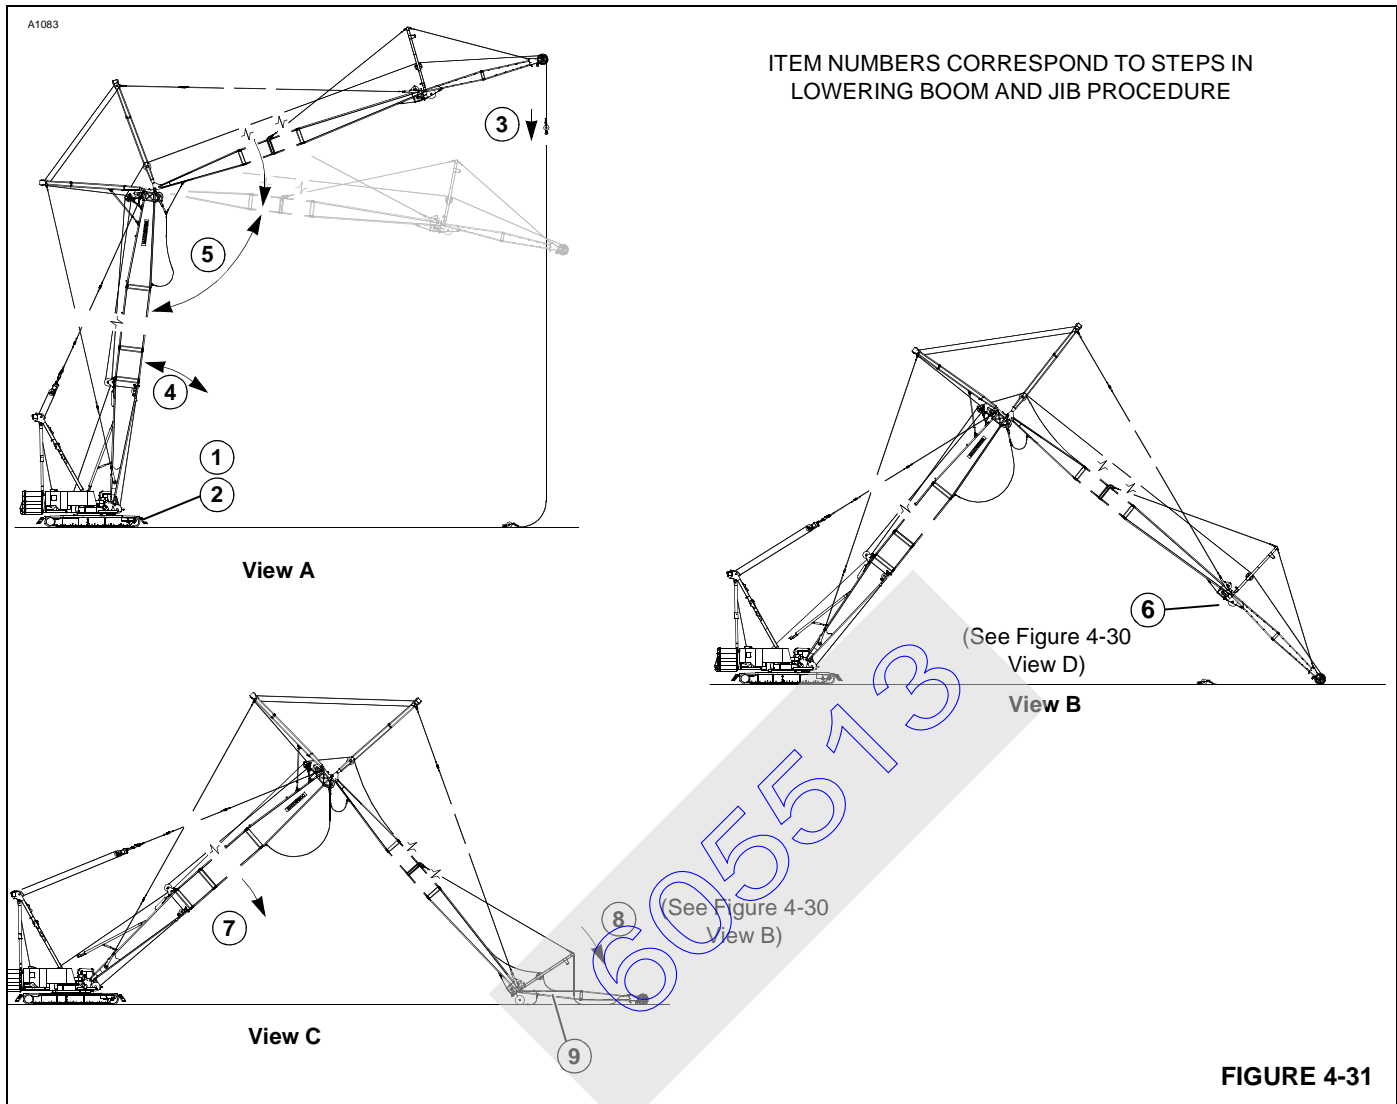 A1083
ITEM NUMBERS CORRESPOND TO STEPS IN
LOWERING BOOM AND JIB PROCEDURE
3
5
4
1
2
View A
6
(See Figure 4-30
View D)
View B
7
8
(See Figure 4-30
View B)
9
View C
605513
FIGURE 4-31